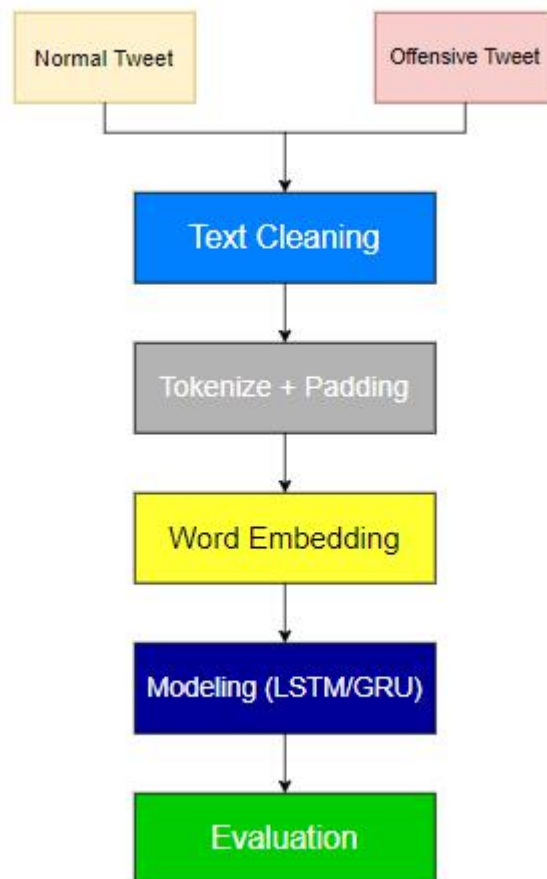 Normal Tweet
Offensive Tweet
Text Cleaning
Tokenize + Padding
Word Embedding
Modeling (LSTM/GRU)
Evaluation